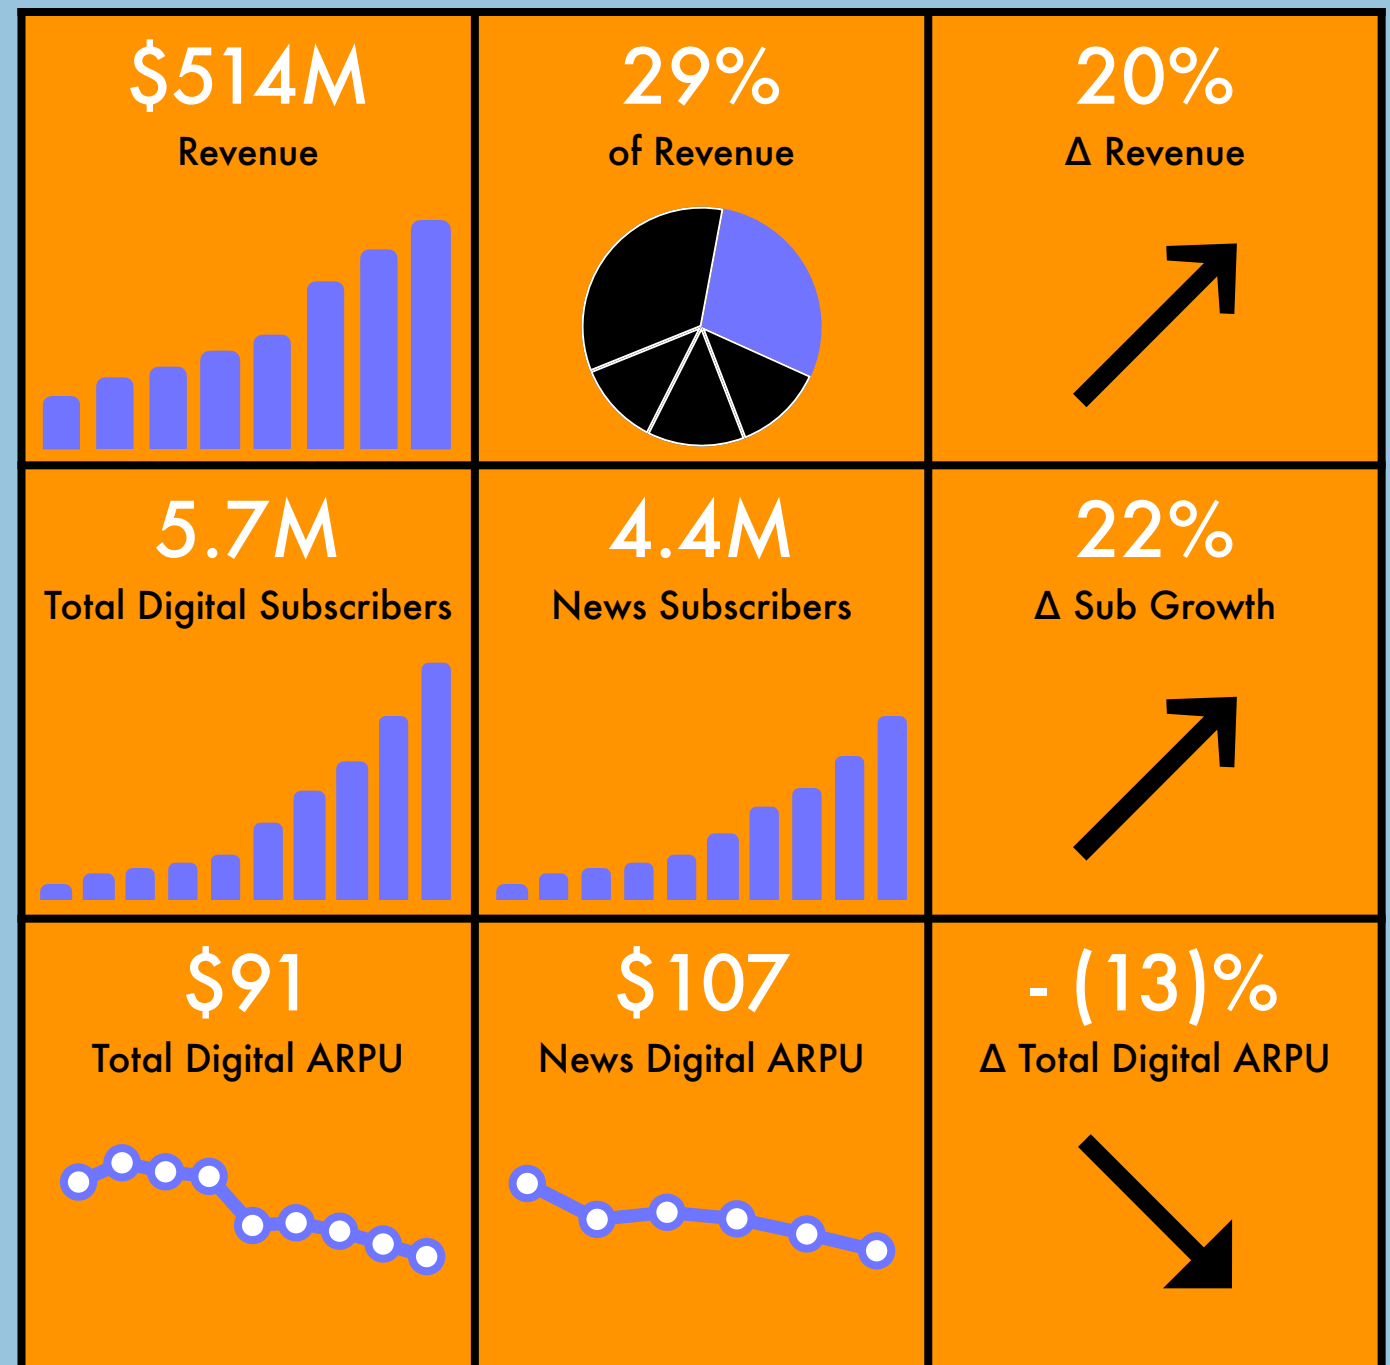 $514M
Revenue
29%
of Revenue
20%
Δ Revenue
5.7M
Total Digital Subscribers
4.4M
News Subscribers
22%
Δ Sub Growth
$91
Total Digital ARPU
$107
News Digital ARPU
- (13)%
Δ Total Digital ARPU